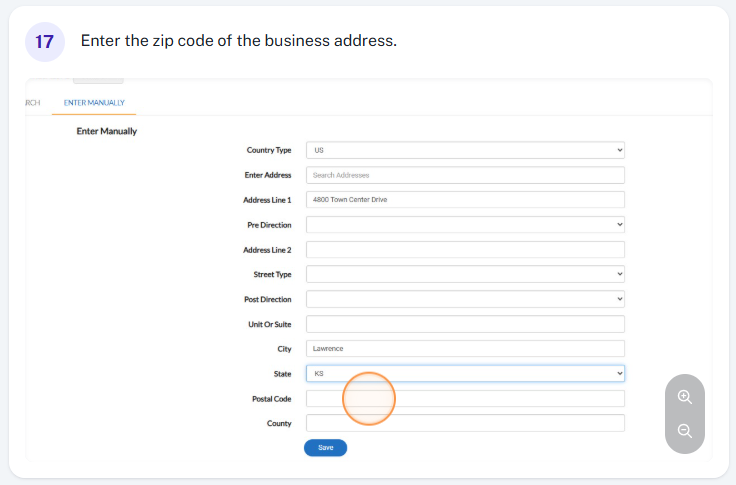 17 Enter the zip code of the business address.
RCH ENTER MANUALLY
Enter Manually
Country Type US
Enter Address Search Addresses
Address Line 1 4800 Town Center Drive
Pre Direction
Address Line 2
Street Type
Post Direction
Unit Or Suite
City Lawrence
State KS
Postal Code
County
Save